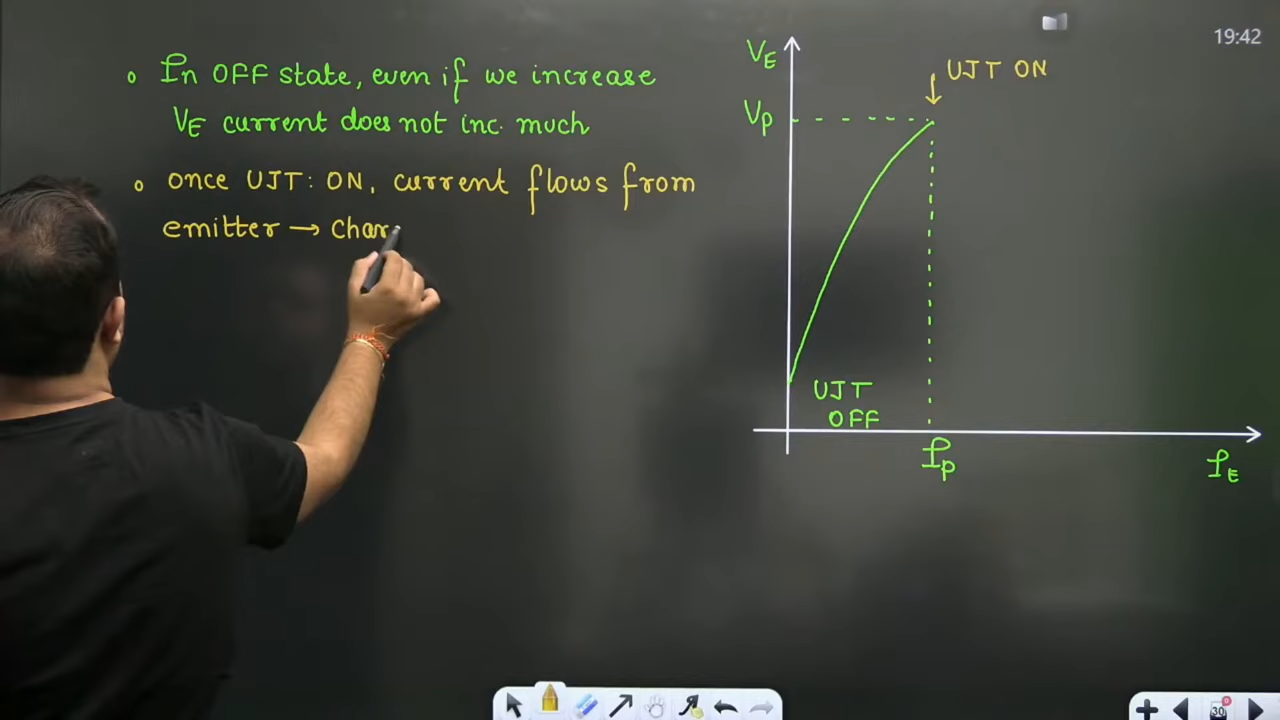 • In OFF state, even if we increase
VE current does not inc. much
• once UJT: ON, current flows from
emitter → Char
VE
VP
UJT ON
UJT
OFF
IP
IE
19:42
30